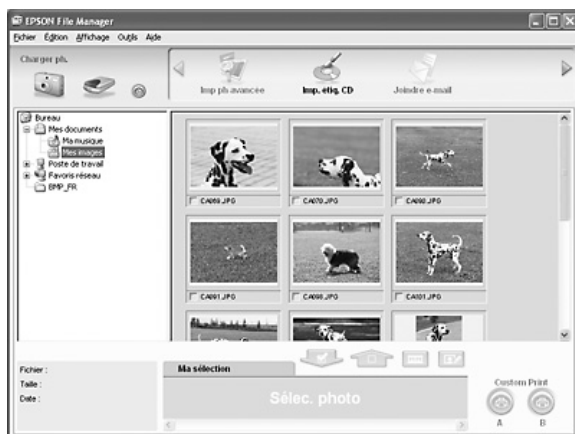 EPSON File Manager
Fichier Édition Affichage Outils Aide
Charger ph.
Imp ph avancée
Imp. étiq. CD
Joindre e-mail
Bureau
Mes documents
Ma musique
Mes images
Poste de travail
Favoris réseau
BMP_FR
CA069.JPG
CA070.JPG
CA090.JPG
CA091.JPG
CA098.JPG
CA101.JPG
Fichier :
Taille :
Date :
Ma sélection
Sélec. photo
Custom Print
A B